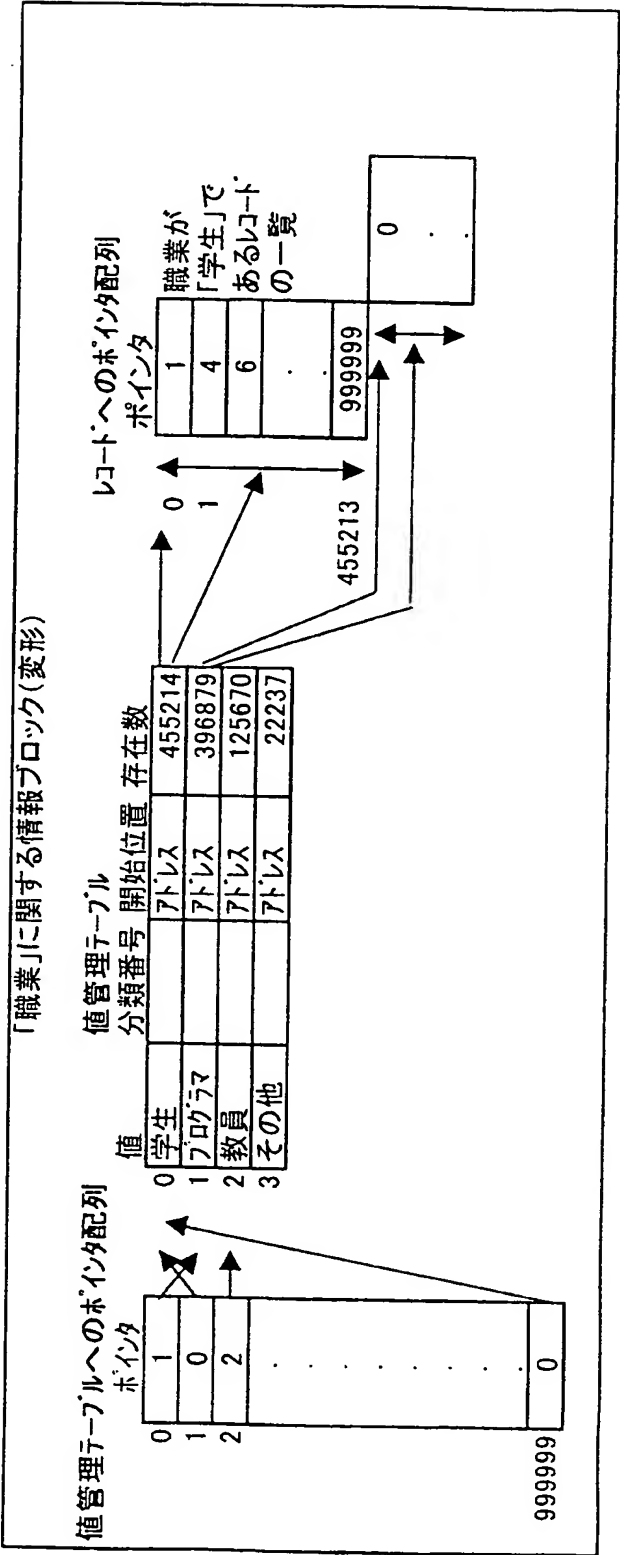 「職業」に関する情報ブロック(変形)
値管理テーブルへのポインタ配列
ポインタ
0 1
1 0
2 2
.
.
.
.
.
.
.
999999 0
値管理テーブル
値 分類番号 開始位置 存在数
0 学生 アドレス 455214
1 プログラマ アドレス 396879
2 教員 アドレス 125670
3 その他 アドレス 22237
レコードへのポインタ配列
ポインタ
0 1
1 4
6
.
.
455213 999999
0
.
.
職業が
「学生」で
あるレコード
の一覧